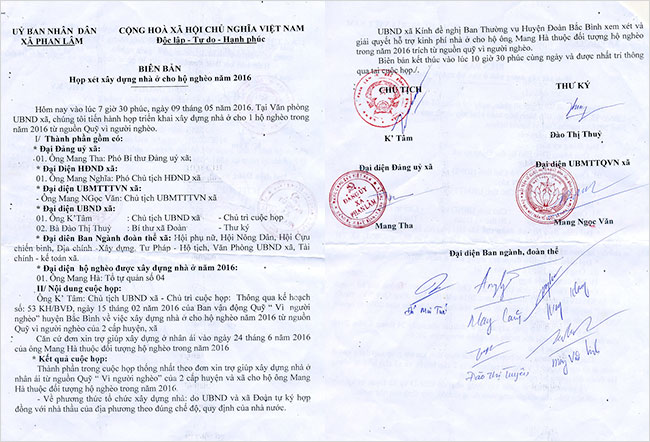 UỶ BAN NHÂN DÂN
XÃ PHAN LÂM
CỘNG HOÀ XÃ HỘI CHỦ NGHĨA VIỆT NAM
Độc lập - Tự do - Hạnh phúc
BIÊN BẢN
Họp xét xây dựng nhà ở cho hộ nghèo năm 2016
Hôm nay vào lúc 7 giờ 30 phút, ngày 09 tháng 05 năm 2016. Tại Văn phòng
UBND xã, chúng tôi tiến hành họp triển khai xây dựng nhà ở cho 1 hộ nghèo trong
năm 2016 từ nguồn Quỹ vì người nghèo.
I/ Thành phần gồm có:
* Đại Đảng uỷ xã:
01. Ông Mang Tha: Phó Bí thư Đảng uỷ xã;
* Đại Diện HĐND xã:
01. Ông Mang Nghĩa: Phó Chủ tịch HĐND xã
* Đại diện UBMTTTVN xã:
- Ông Mang NGọc Văn: Chủ tịch UBMTTTVN xã
* Đại diện UBND xã:
01. Ông K'Tâm : Chủ tịch UBND xã - Chủ trì cuộc họp
02. Bà Đào Thị Thuỷ : Bí thư xã Đoàn - Thư ký
* Đại diên Ban Ngành đoàn thể xã: Hội phụ nữ, Hội Nông Dân, Hội Cựu
chiến binh, Địa chính - Xây dựng, Tư Pháp - Hộ tịch, Văn Phòng UBND xã, Tài
chính - kế toán xã.
* Đại diện hộ nghèo được xây dựng nhà ở năm 2016:
01. Ông Mang Hà: Tổ tự quản số 04
II/ Nội dung cuộc họp:
Ông K' Tâm: Chủ tịch UBND xã - Chủ trì cuộc họp: Thông qua kế hoạch
số: 53 KH/BVĐ, ngày 15 tháng 02 năm 2016 của Ban vận động Quỹ " Vì người
nghèo" huyện Bắc Bình về việc xây dựng nhà ở cho hộ nghèo năm 2016 từ nguồn
Quỹ vì người nghèo của 2 cấp huyện, xã
Căn cứ đơn xin trợ giúp xây dựng ở nhân ái vào ngày 24 tháng 6 năm 2016
của ông Mang Hà thuộc đối tượng hộ nghèo trong năm 2016
* Kết quả cuộc họp:
Thành phần trong cuộc họp thống nhất theo đơn xin trợ giúp xây dựng nhà ở
nhân ái từ nguồn Quỹ " Vì người nghèo" của 2 cấp huyện và xã cho hộ ông Mang
Hà thuộc đối tượng hộ nghèo trong năm 2016.
- Về phương thức tổ chức xây dựng nhà: do UBND và xã Đoàn tự ký hợp
đồng với nhà thầu của địa phương theo đúng chế độ, quy định của nhà nước.
UBND xã Kính đề nghị Ban Thường vụ Huyện Đoàn Bắc Bình xem xét và
giải quyết hỗ trợ kinh phí nhà ở cho hộ ông Mang Hà thuộc đối tượng hộ nghèo
trong năm 2016 trích từ nguồn quỹ vì người nghèo.
Biên bản kết thúc vào lúc 10 giờ 30 phút cùng ngày và được nhất trí thông
qua tại cuộc họp./.
CHỦ TỊCH
THƯ KÝ
K' Tâm
Đào Thị Thuỷ
Đại diện Đảng uỷ xã
Đại diện UBMTTQVN xã
ĐẢNG ỦY
XÃ
PHAN LÂM
Mang Tha
Mang Ngọc Văn
Đại diện Ban ngành, đoàn thể
Đào Thị Tuyên